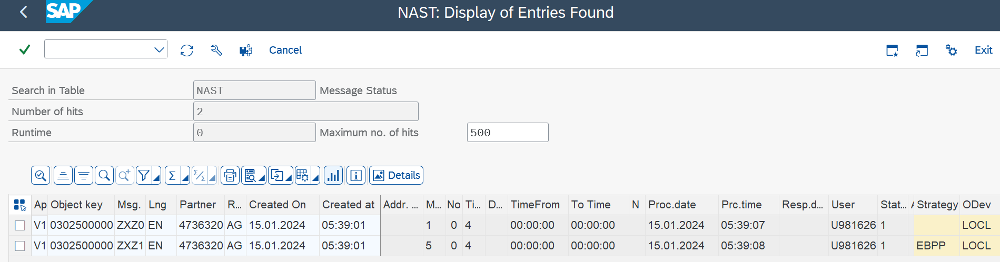 SAP NAST: Display of Entries Found
Cancel Exit
Search in Table NAST Message Status
Number of hits 2
Runtime 0 Maximum no. of hits 500
Details
Ap Object key Msg. Lng Partner R... Created On Created at Addr. ... M... No Ti... D... TimeFrom To Time N Proc.date Prc.time Resp.d... User Stat... Strategy ODev
V1 0302500000 ZXZ0 EN 4736320 AG 15.01.2024 05:39:01 1 0 4 00:00:00 00:00:00 15.01.2024 05:39:07 U981626 1 LOCL
V1 0302500000 ZXZ1 EN 4736320 AG 15.01.2024 05:39:01 5 0 4 00:00:00 00:00:00 15.01.2024 05:39:08 U981626 1 EBPP LOCL